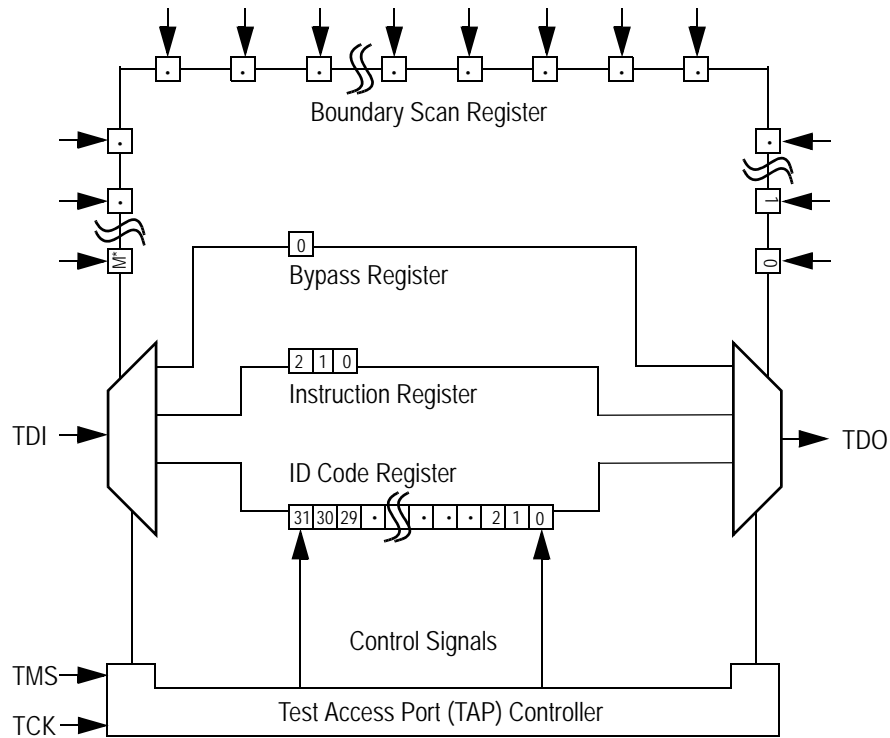 Boundary Scan Register
1
M*
0
0
Bypass Register
2 1 0
Instruction Register
TDI
TDO
ID Code Register
31 30 29 · · · · 2 1 0
Control Signals
TMS
Test Access Port (TAP) Controller
TCK